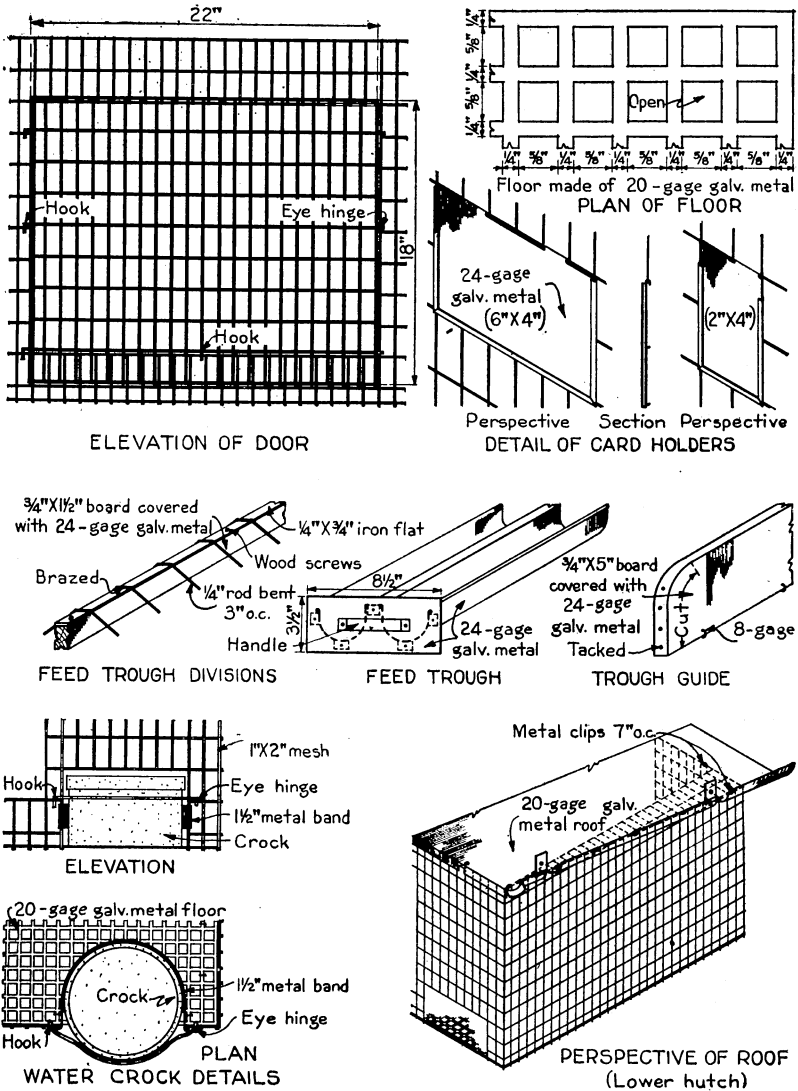 22"
Hook
Eye hinge
18"
Hook
ELEVATION OF DOOR
1/4"
5/8"
1/4"
5/8"
1/4"
Open
1/4" 5/8" 1/4" 5/8" 1/4" 5/8" 1/4" 5/8" 1/4" 5/8" 1/4"
Floor made of 20-gage galv. metal
PLAN OF FLOOR
24-gage
galv. metal
(6"X4")
(2"X4")
Perspective Section Perspective
DETAIL OF CARD HOLDERS
3/4"X1 1/2" board covered
with 24-gage galv. metal
1/4"X3/4" iron flat
Wood screws
Brazed
1/4" rod bent
3" o.c.
FEED TROUGH DIVISIONS
8 1/2"
3 1/2"
Handle
24-gage
galv. metal
FEED TROUGH
3/4"X5" board
covered with
24-gage
galv. metal
Tacked
Cut
8-gage
TROUGH GUIDE
1"X2" mesh
Hook
Eye hinge
1 1/2" metal band
Crock
ELEVATION
20-gage galv. metal floor
Crock
1 1/2" metal band
Eye hinge
Hook
PLAN
WATER CROCK DETAILS
Metal clips 7" o.c.
20-gage galv.
metal roof
PERSPECTIVE OF ROOF
(Lower hutch)